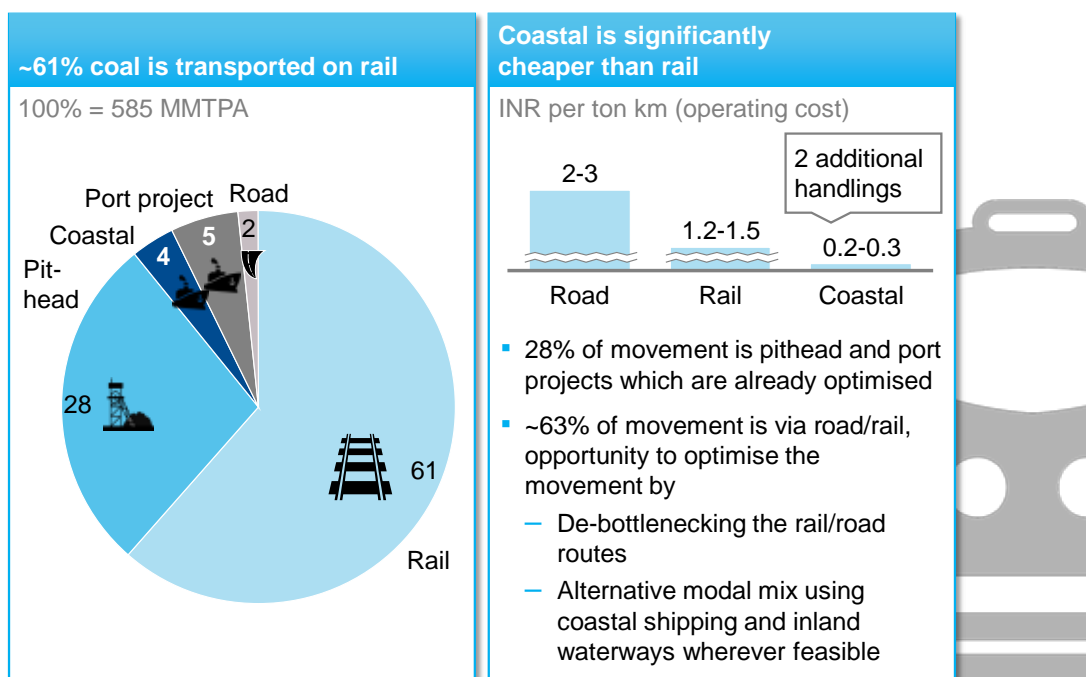 ~61% coal is transported on rail
100% = 585 MMTPA
Port project
Road
Coastal
Pit-
head
4
5
2
28
61
Rail
Coastal is significantly
cheaper than rail
INR per ton km (operating cost)
2 additional
handlings
2-3
1.2-1.5
0.2-0.3
Road
Rail
Coastal
▪ 28% of movement is pithead and port
projects which are already optimised
▪ ~63% of movement is via road/rail,
opportunity to optimise the
movement by
– De-bottlenecking the rail/road
routes
– Alternative modal mix using
coastal shipping and inland
waterways wherever feasible